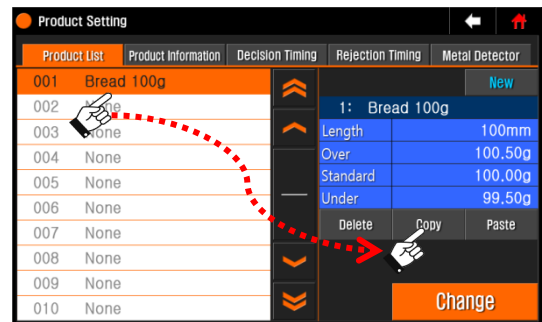 Product Setting
Product List
Product Information
Decision Timing
Rejection Timing
Metal Detector
001 Bread 100g
002 None
003 None
004 None
005 None
006 None
007 None
008 None
009 None
010 None
New
1: Bread 100g
Length 100mm
Over 100.50g
Standard 100.00g
Under 99.50g
Delete
Copy
Paste
Change